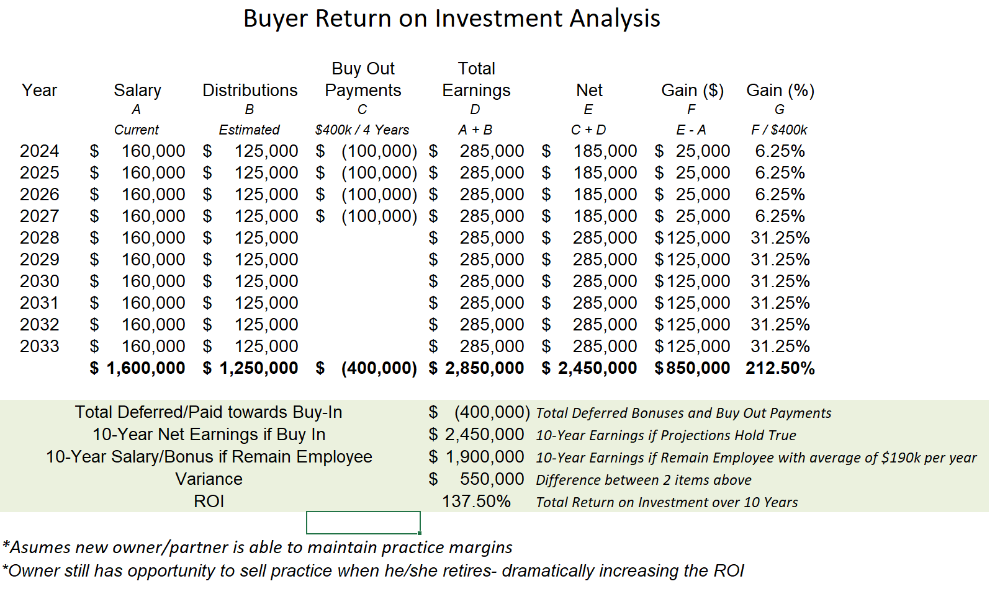 Buyer Return on Investment Analysis
Buy Out Total
Year Salary Distributions Payments Earnings Net Gain ($) Gain (%)
A B C D E F G
Current Estimated $400k / 4 Years A + B C + D E - A F / $400k
2024 $ 160,000 $ 125,000 $ (100,000) $ 285,000 $ 185,000 $ 25,000 6.25%
2025 $ 160,000 $ 125,000 $ (100,000) $ 285,000 $ 185,000 $ 25,000 6.25%
2026 $ 160,000 $ 125,000 $ (100,000) $ 285,000 $ 185,000 $ 25,000 6.25%
2027 $ 160,000 $ 125,000 $ (100,000) $ 285,000 $ 185,000 $ 25,000 6.25%
2028 $ 160,000 $ 125,000 $ 285,000 $ 285,000 $125,000 31.25%
2029 $ 160,000 $ 125,000 $ 285,000 $ 285,000 $125,000 31.25%
2030 $ 160,000 $ 125,000 $ 285,000 $ 285,000 $125,000 31.25%
2031 $ 160,000 $ 125,000 $ 285,000 $ 285,000 $125,000 31.25%
2032 $ 160,000 $ 125,000 $ 285,000 $ 285,000 $125,000 31.25%
2033 $ 160,000 $ 125,000 $ 285,000 $ 285,000 $125,000 31.25%
$ 1,600,000 $ 1,250,000 $ (400,000) $ 2,850,000 $ 2,450,000 $850,000 212.50%
Total Deferred/Paid towards Buy-In $ (400,000) Total Deferred Bonuses and Buy Out Payments
10-Year Net Earnings if Buy In $ 2,450,000 10-Year Earnings if Projections Hold True
10-Year Salary/Bonus if Remain Employee $ 1,900,000 10-Year Earnings if Remain Employee with average of $190k per year
Variance $ 550,000 Difference between 2 items above
ROI 137.50% Total Return on Investment over 10 Years
*Asumes new owner/partner is able to maintain practice margins
*Owner still has opportunity to sell practice when he/she retires- dramatically increasing the ROI